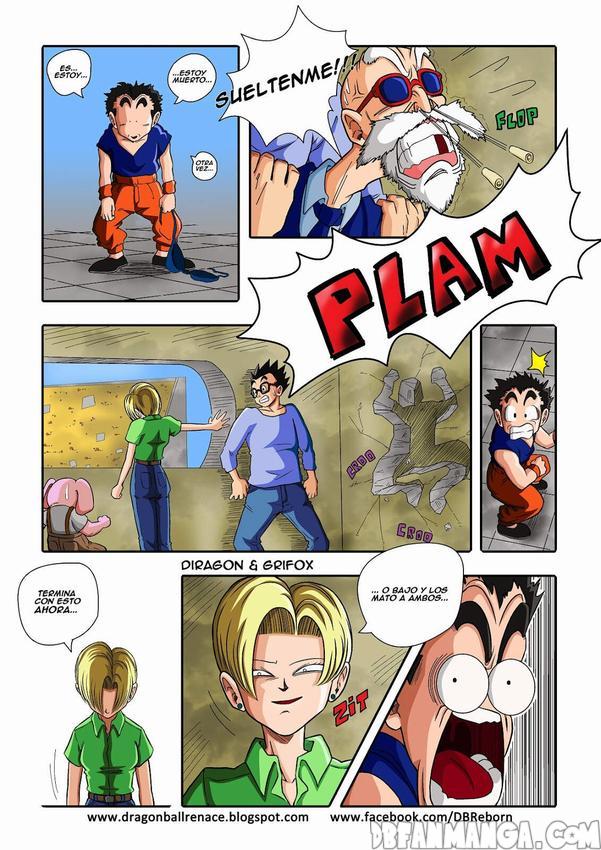 ES...
ESTOY...
...ESTOY
MUERTO...
OTRA
VEZ...
SUELTENME!!!
FLOP
PLAM
CROO
CROO
DIRAGON & GRIFOX
TERMINA
CON ESTO
AHORA...
ZIT
... O BAJO Y LOS
MATO A AMBOS...
www.dragonballrenace.blogspot.com
www.facebook.com/DBReborn
DBFANMANGA.COM